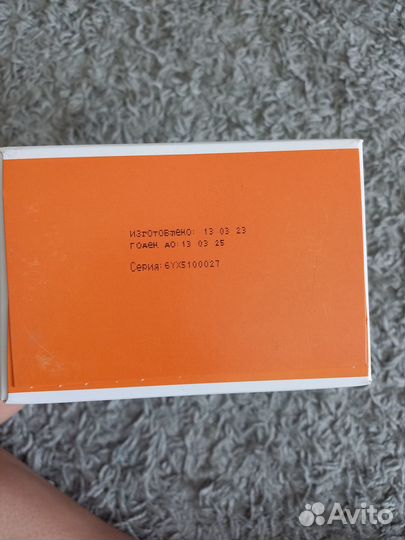 Изготовлено: 13 03 23
Годен до: 13 03 25
Серия: 6YX5100027
Avito